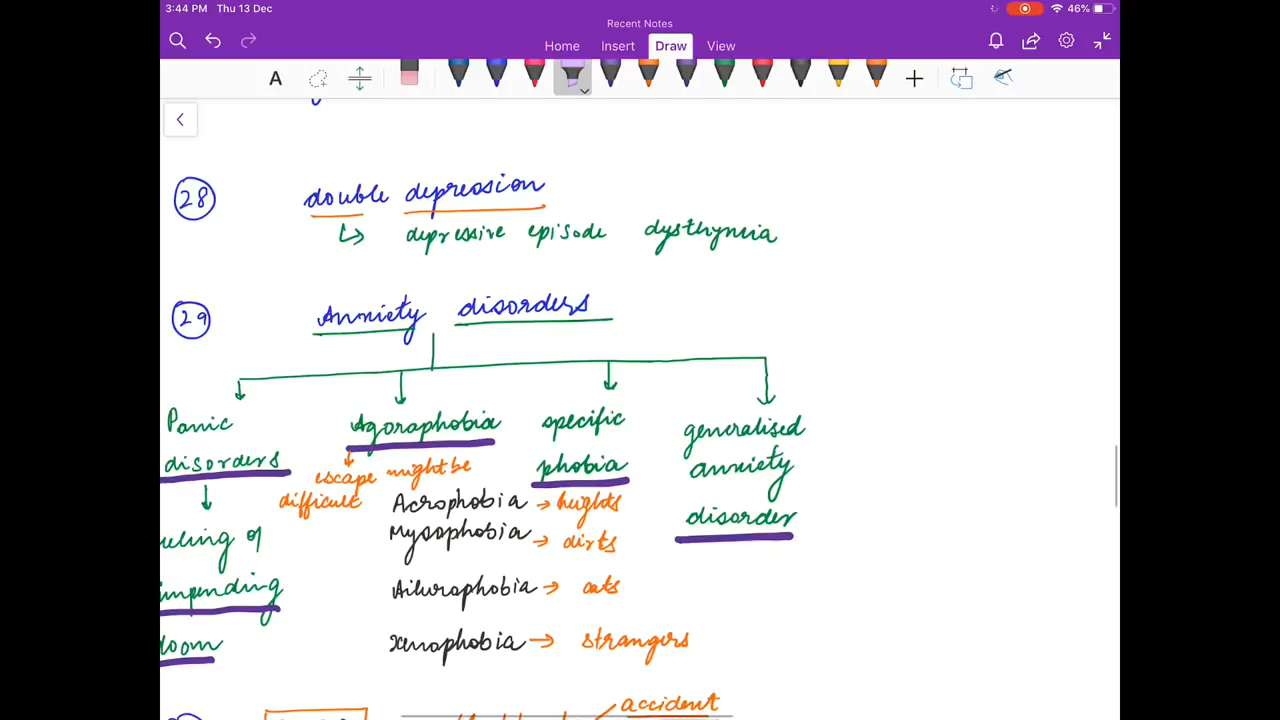 3:44 PM Thu 13 Dec
46%
Recent Notes
Home Insert Draw View
A
28 double depression
depressive episode dysthymia
29 Anxiety disorders
Panic disorders
Agoraphobia
specific phobia
generalised anxiety disorder
escape might be difficult
Acrophobia → heights
Mysophobia → dirts
Ailurophobia → cats
Xenophobia → strangers
of
impending
doom
accident